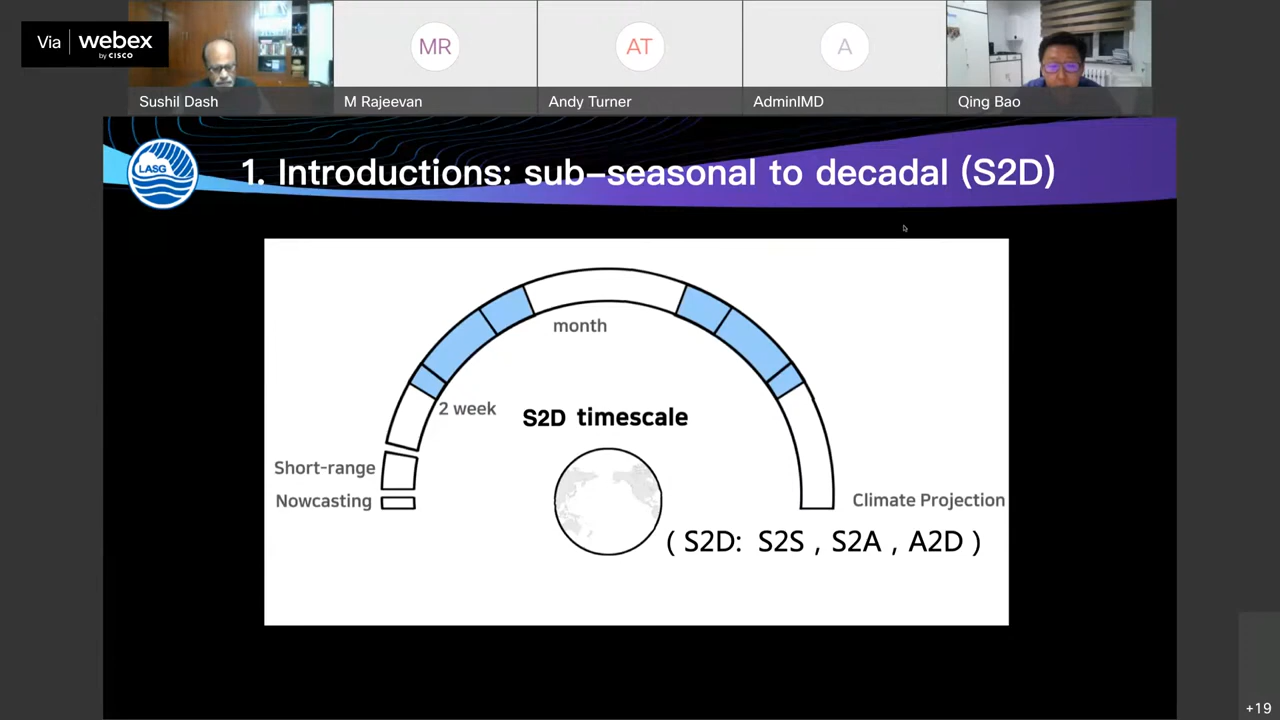 Via webex
by CISCO
MR
AT
A
Sushil Dash
M Rajeevan
Andy Turner
AdminIMD
Qing Bao
LASG
1. Introductions: sub-seasonal to decadal (S2D)
month
2 week
S2D timescale
Short-range
Nowcasting
Climate Projection
( S2D: S2S , S2A , A2D )
+19